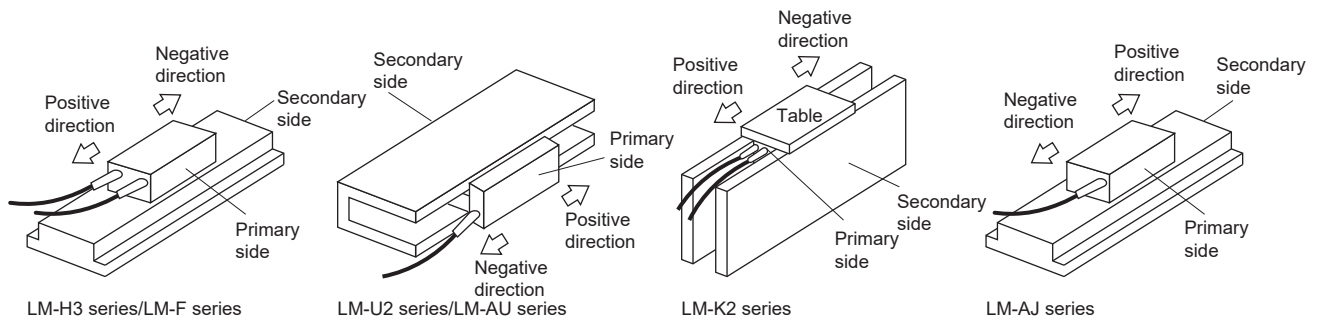 Negative
direction
Positive
direction
Secondary
side
Primary
side
LM-H3 series/LM-F series
Secondary
side
Primary
side
Positive
direction
Negative
direction
LM-U2 series/LM-AU series
Negative
direction
Positive
direction
Table
Secondary
side
Primary
side
LM-K2 series
Positive
direction
Secondary
side
Negative
direction
Primary
side
LM-AJ series